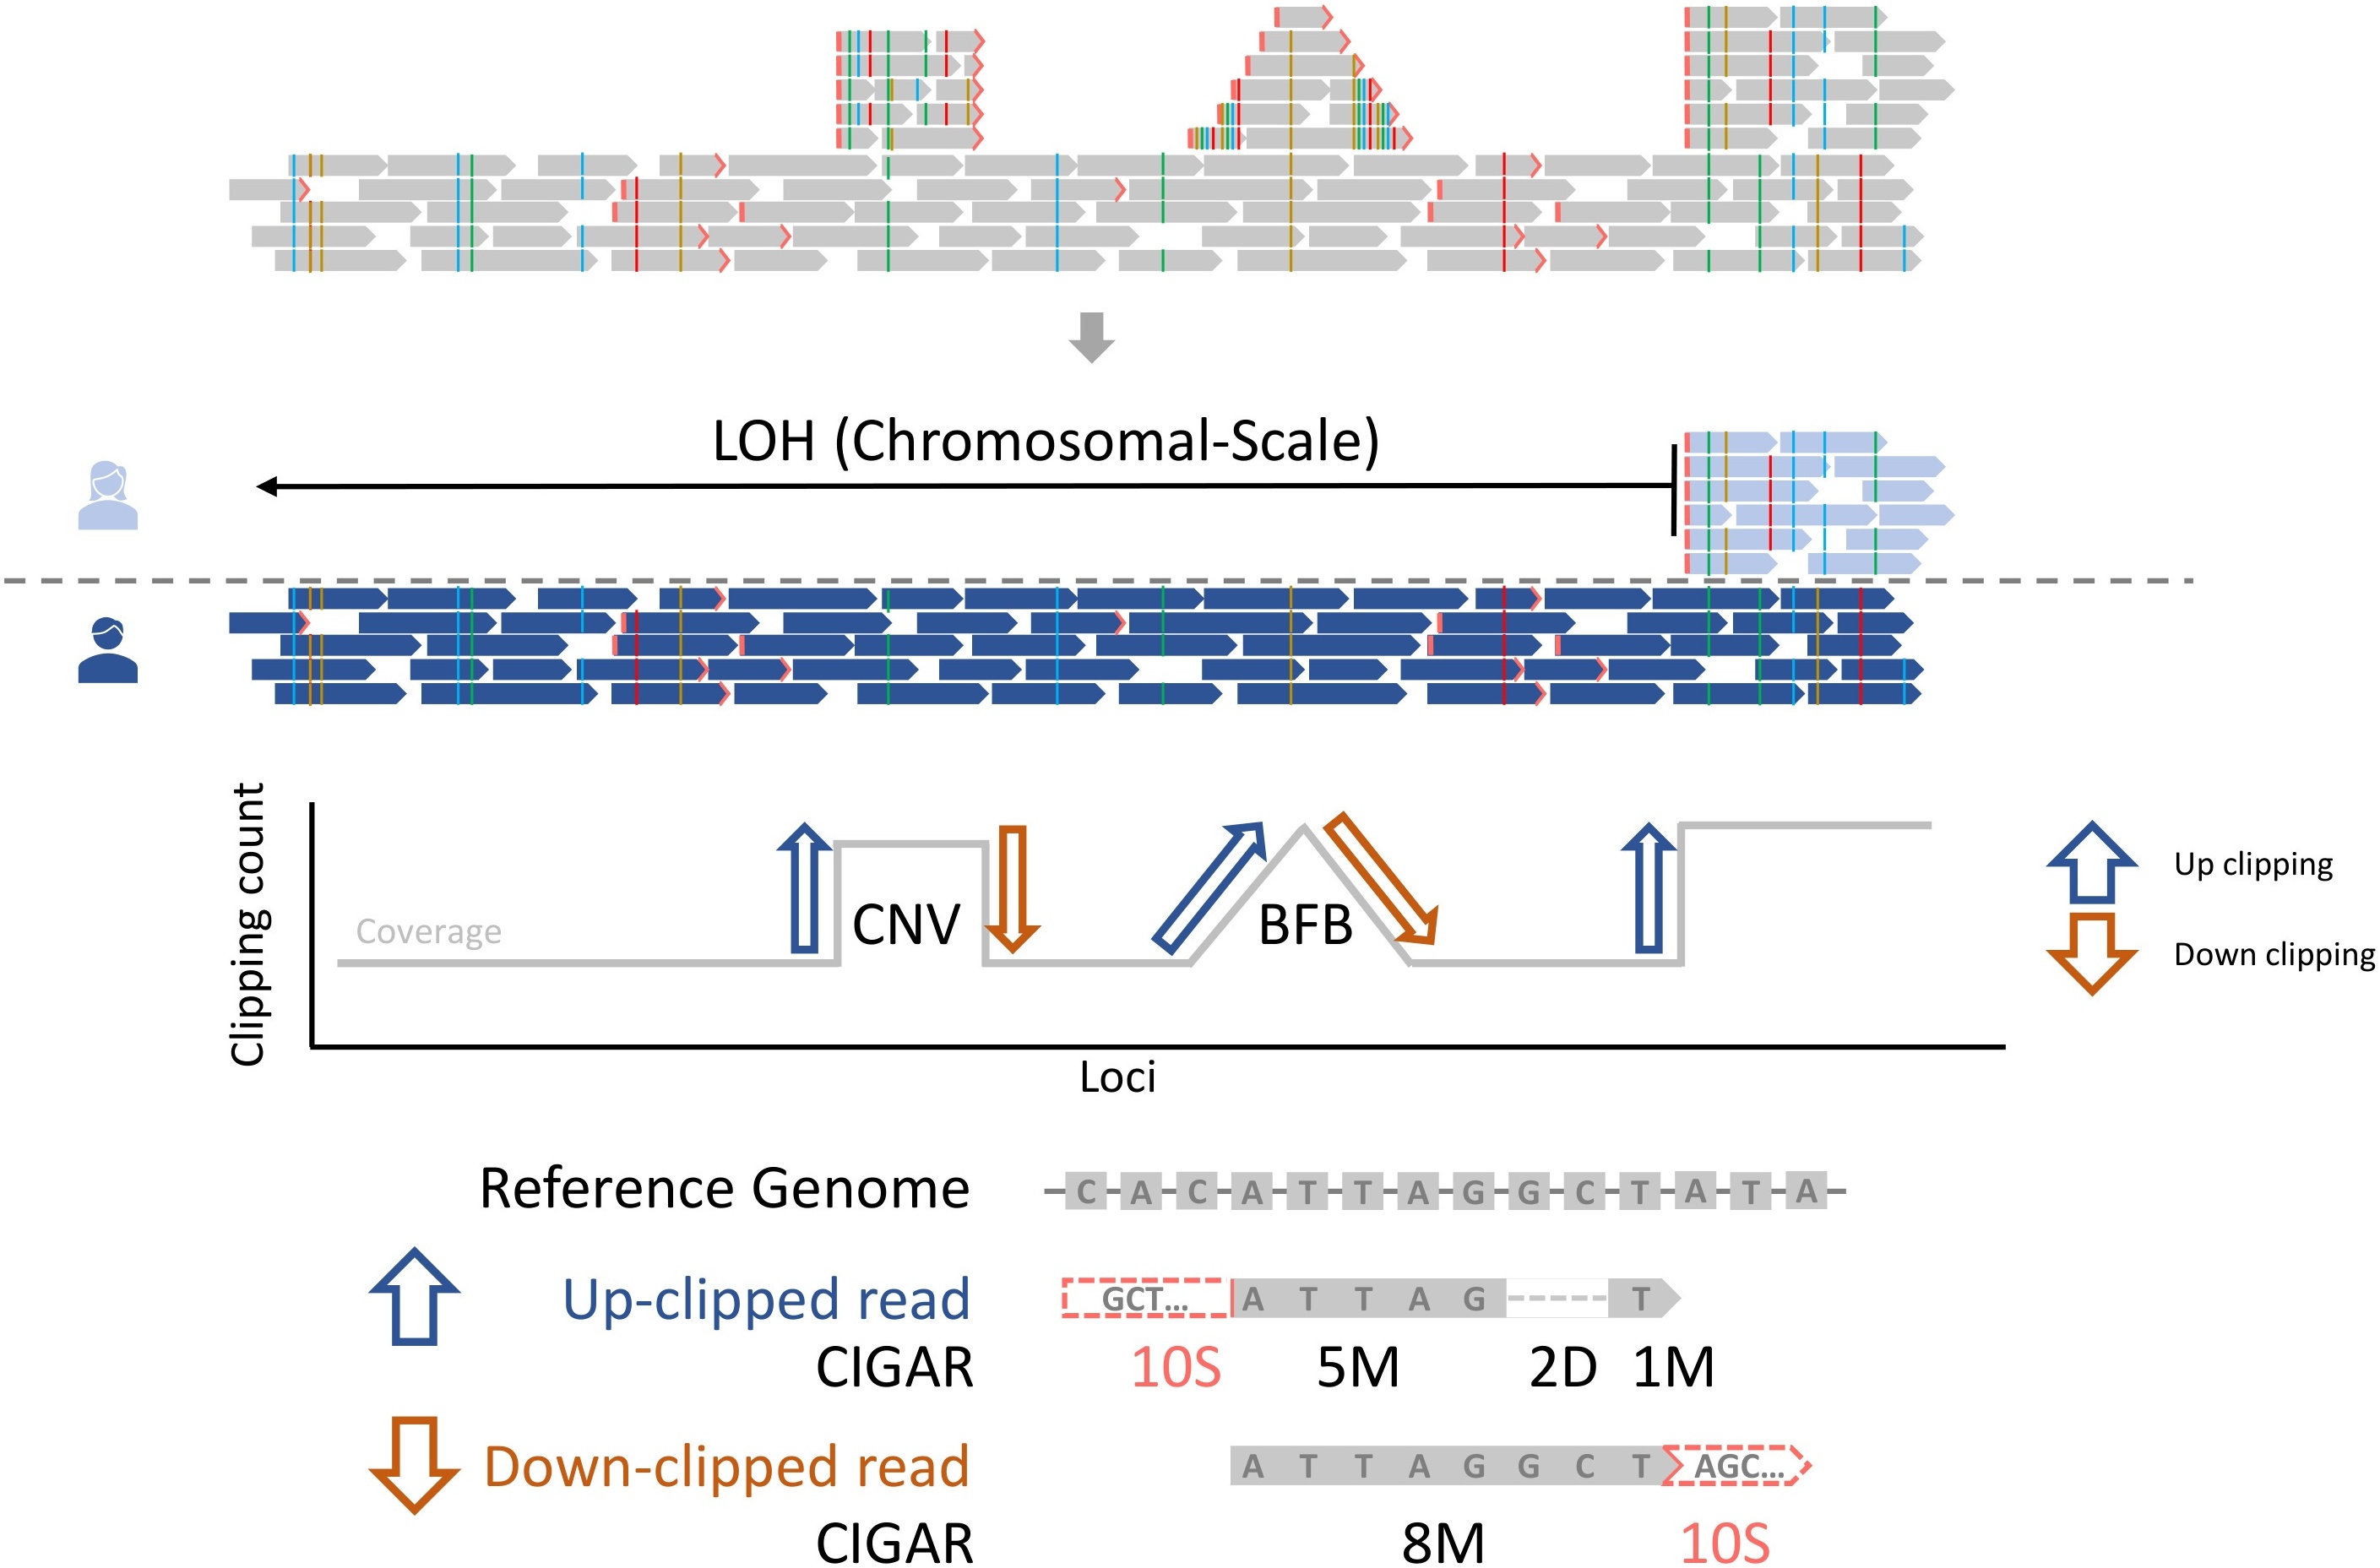 LOH (Chromosomal-Scale)
Clipping count
Coverage
CNV
BFB
Up clipping
Down clipping
Loci
Reference Genome
C A C A T T A G G C T A T A
Up-clipped read
GCT... A T T A G T
CIGAR 10S 5M 2D 1M
Down-clipped read
A T T A G G C T AGC...
CIGAR 8M 10S